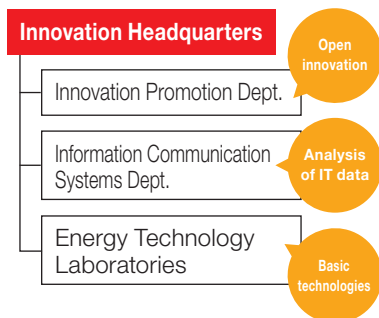 Innovation Headquarters
Open
innovation
Innovation Promotion Dept.
Information Communication
Systems Dept.
Analysis
of IT data
Energy Technology
Laboratories
Basic
technologies